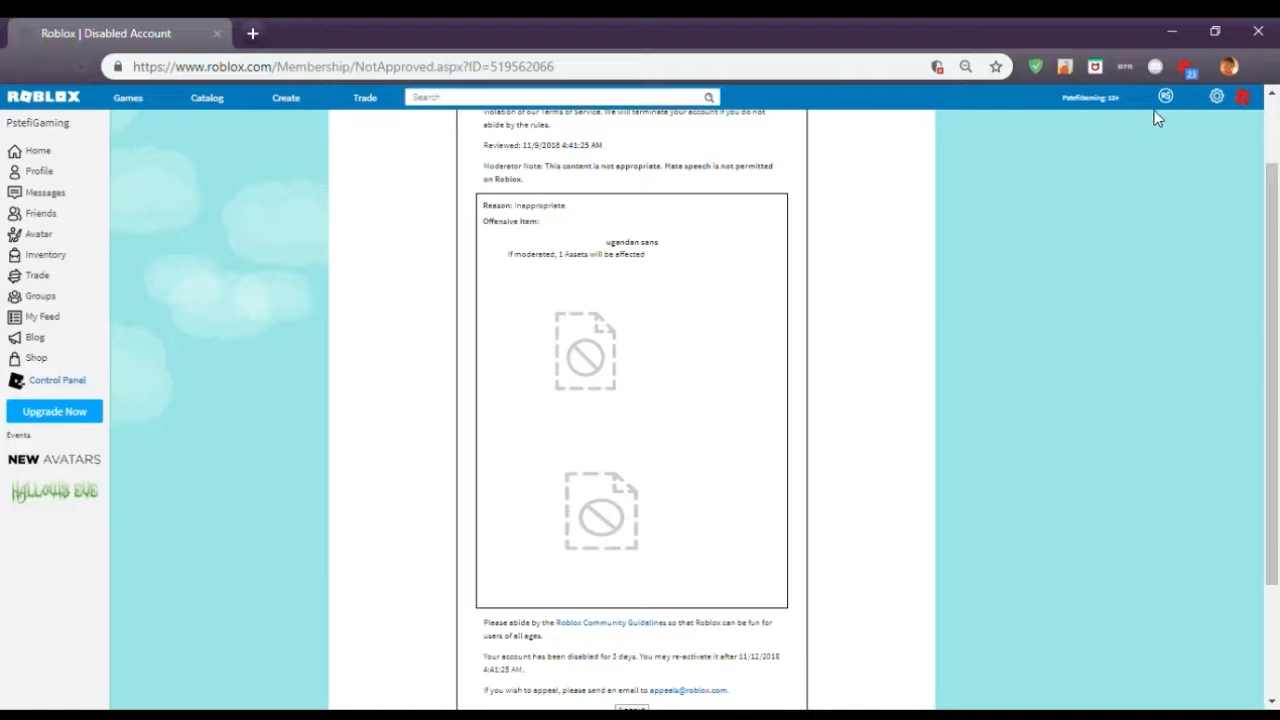 Roblox | Disabled Account
https://www.roblox.com/Membership/NotApproved.aspx?ID=519562066
ROBLOX
Games
Catalog
Create
Trade
Search
PatefiGaming: 13+
23
PatefiGaming
Home
Profile
Messages
Friends
Avatar
Inventory
Trade
Groups
My Feed
Blog
Shop
Control Panel
Upgrade Now
Events
NEW AVATARS
HALLOWS EVE
violation of our Terms of Service. We will terminate your account if you do not
abide by the rules.
Reviewed: 11/9/2018 4:41:25 AM
Moderator Note: This content is not appropriate. Hate speech is not permitted
on Roblox.
Reason: Inappropriate
Offensive Item:
ugandan sans
If moderated, 1 Assets will be affected
Please abide by the Roblox Community Guidelines so that Roblox can be fun for
users of all ages.
Your account has been disabled for 3 days. You may re-activate it after 11/12/2018
4:41:25 AM.
If you wish to appeal, please send an email to appeals@roblox.com.